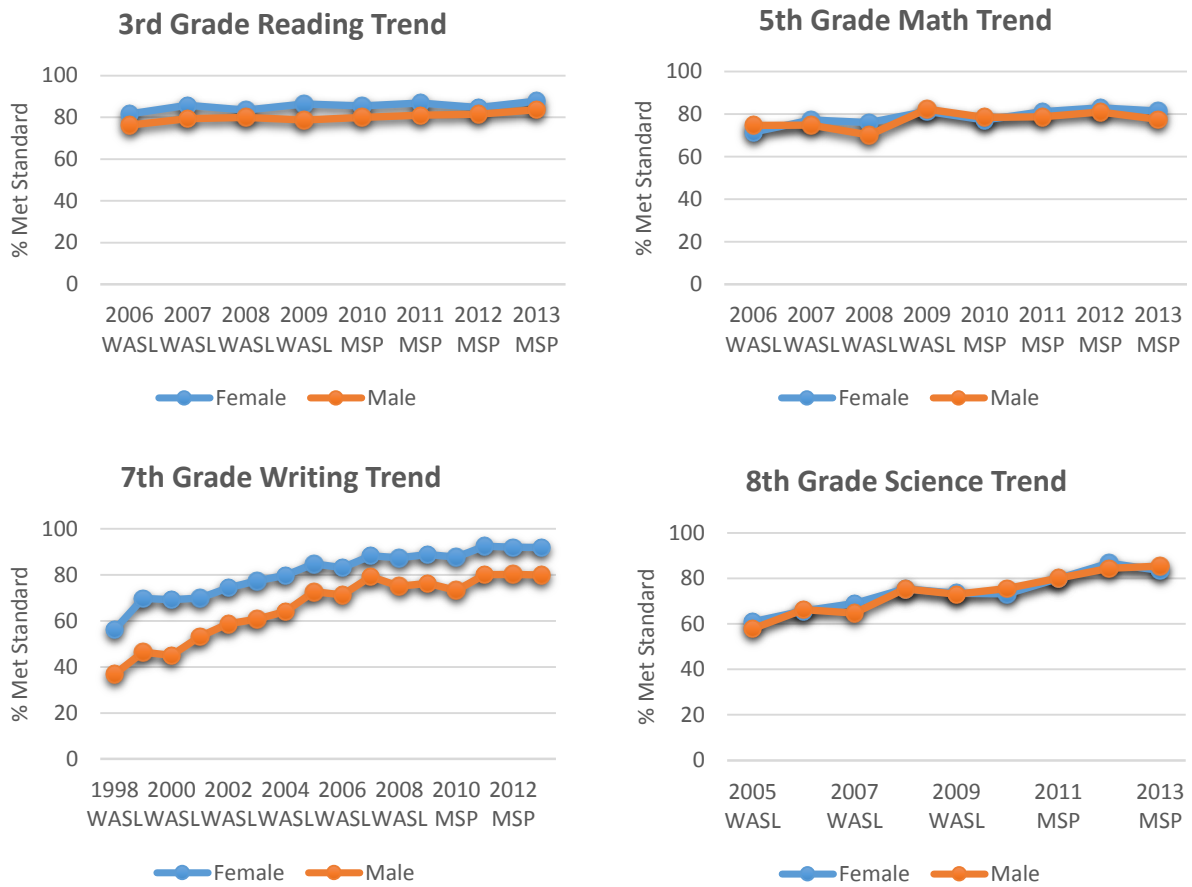 3rd Grade Reading Trend
% Met Standard
100
80
60
40
20
0
2006 2007 2008 2009 2010 2011 2012 2013
WASL WASL WASL WASL MSP MSP MSP MSP
Female Male
5th Grade Math Trend
% Met Standard
100
80
60
40
20
0
2006 2007 2008 2009 2010 2011 2012 2013
WASL WASL WASL WASL MSP MSP MSP MSP
Female Male
7th Grade Writing Trend
% Met Standard
100
80
60
40
20
0
1998 2000 2002 2004 2006 2008 2010 2012
WASL WASL WASL WASL WASL WASL MSP MSP
Female Male
8th Grade Science Trend
% Met Standard
100
80
60
40
20
0
2005 2007 2009 2011 2013
WASL WASL WASL MSP MSP
Female Male